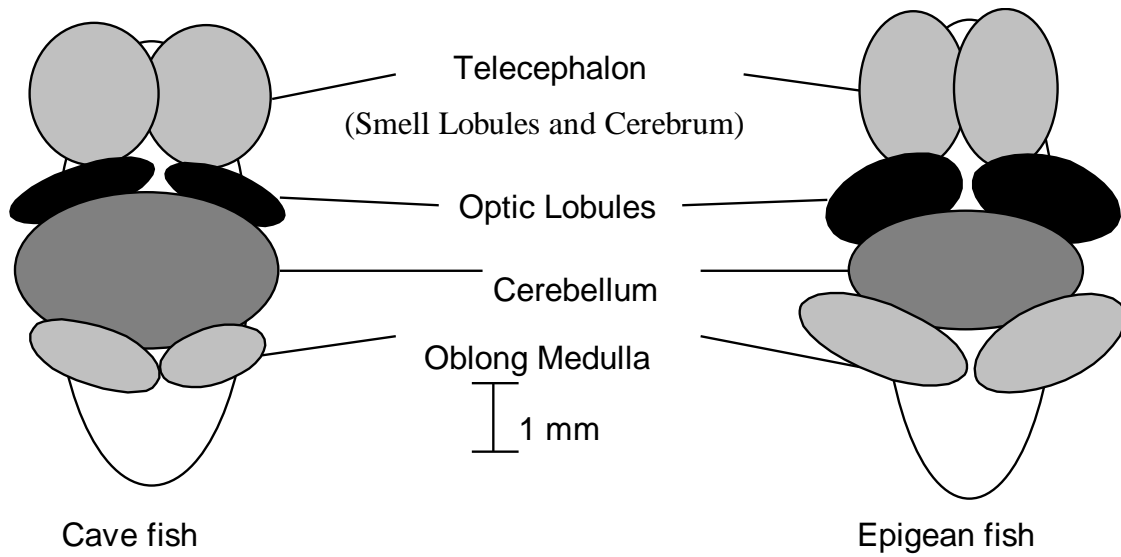 Telecephalon
(Smell Lobules and Cerebrum)
Optic Lobules
Cerebellum
Oblong Medulla
1 mm
Cave fish
Epigean fish